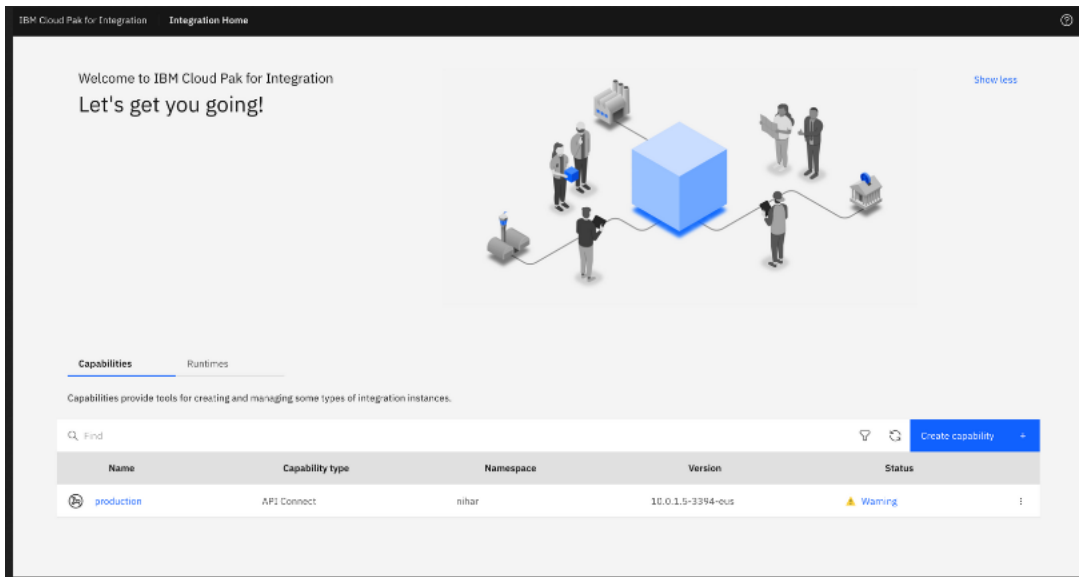 IBM Cloud Pak for Integration Integration Home
Welcome to IBM Cloud Pak for Integration
Show less
Let's get you going!
Capabilities Runtimes
Capabilities provide tools for creating and managing some types of integration instances.
Find Create capability +
Name Capability type Namespace Version Status
production API Connect nihar 10.0.1.5-3394-eus Warning